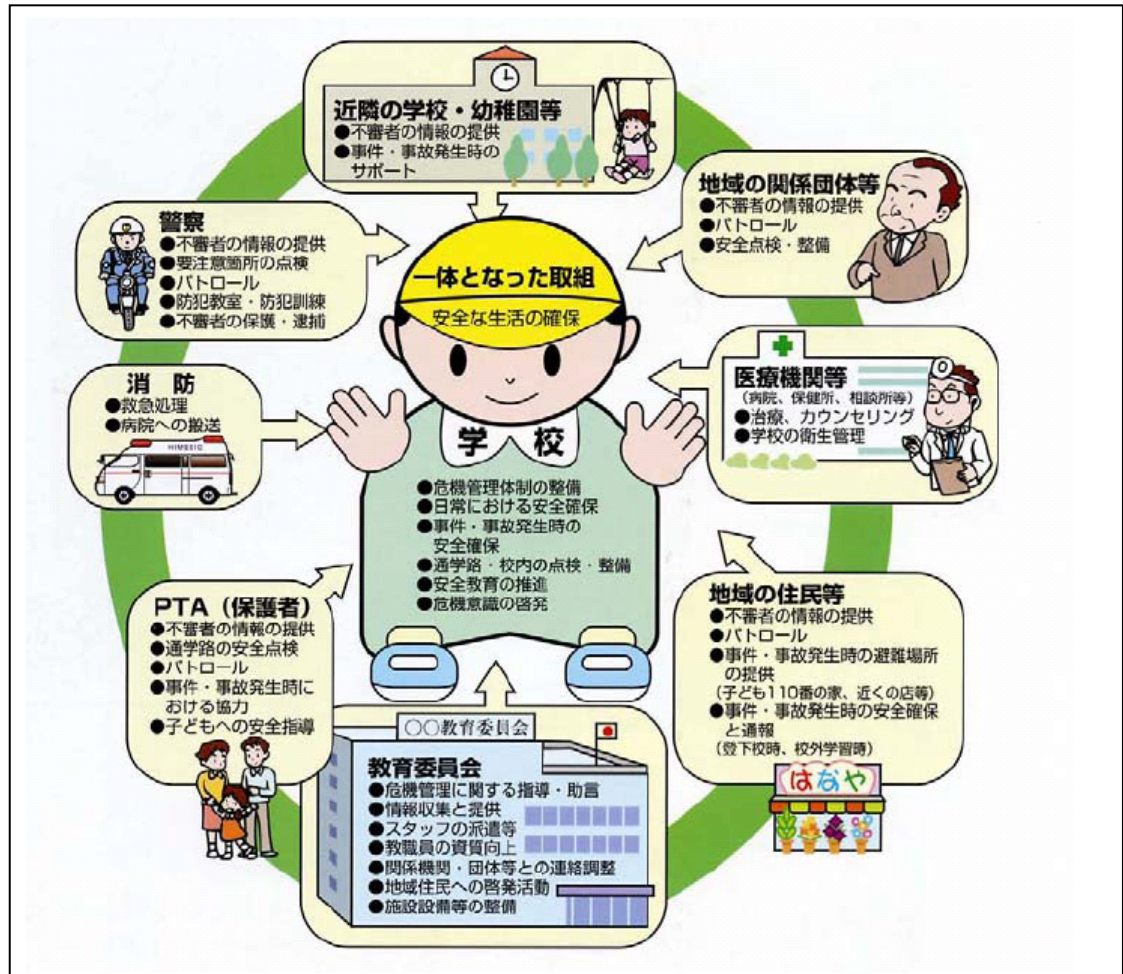 近隣の学校・幼稚園等
●不審者の情報の提供
●事件・事故発生時の
サポート
地域の関係団体等
●不審者の情報の提供
●パトロール
●安全点検・整備
警察
●不審者の情報の提供
●要注意箇所の点検
●パトロール
●防犯教室・防犯訓練
●不審者の保護・逮捕
一体となった取組
安全な生活の確保
医療機関等
(病院、保健所、相談所等)
●治療、カウンセリング
●学校の衛生管理
消防
●救急処理
●病院への搬送
学校
●危機管理体制の整備
●日常における安全確保
●事件・事故発生時の
安全確保
●通学路・校内の点検・整備
●安全教育の推進
●危機意識の啓発
PTA（保護者）
●不審者の情報の提供
●通学路の安全点検
●パトロール
●事件・事故発生時に
おける協力
●子どもへの安全指導
地域の住民等
●不審者の情報の提供
●パトロール
●事件・事故発生時の避難場所
の提供
(子ども110番の家、近くの店等)
●事件・事故発生時の安全確保
と通報
(登下校時、校外学習時)
はなや
〇〇教育委員会
教育委員会
●危機管理に関する指導・助言
●情報収集と提供
●スタッフの派遣等
●教職員の資質向上
●関係機関・団体等との連絡調整
●地域住民への啓発活動
●施設設備等の整備